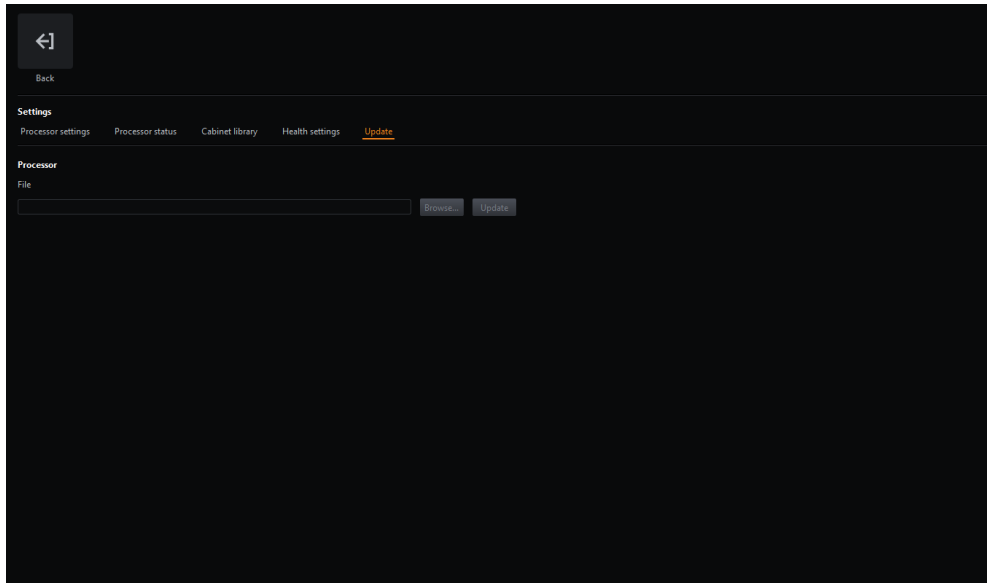 Back
Settings
Processor settings Processor status Cabinet library Health settings Update
Processor
File
Browse... Update